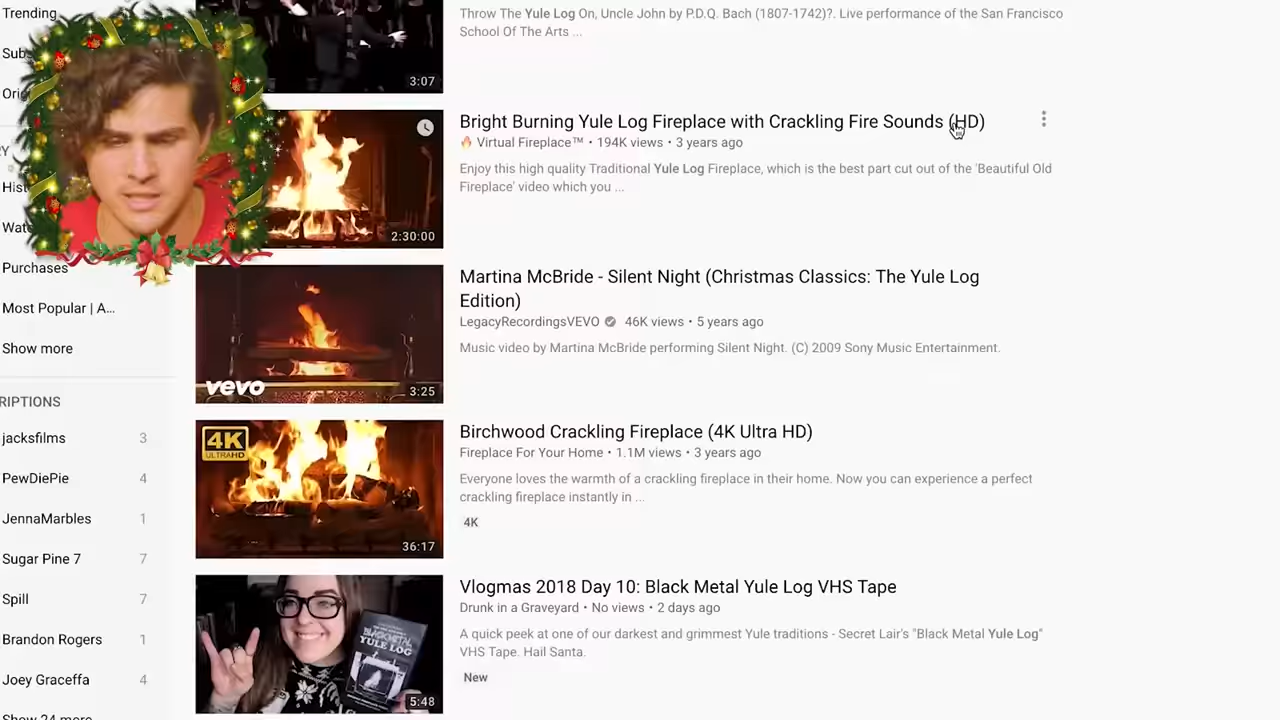 Trending
Throw The Yule Log On, Uncle John by P.D.Q. Bach (1807-1742)?. Live performance of the San Francisco
School Of The Arts ...
3:07
Bright Burning Yule Log Fireplace with Crackling Fire Sounds (HD)
Virtual Fireplace™ • 194K views • 3 years ago
Enjoy this high quality Traditional Yule Log Fireplace, which is the best part cut out of the 'Beautiful Old
Fireplace' video which you ...
2:30:00
Purchases
Most Popular | A...
Show more
Martina McBride - Silent Night (Christmas Classics: The Yule Log
Edition)
LegacyRecordingsVEVO 46K views • 5 years ago
Music video by Martina McBride performing Silent Night. (C) 2009 Sony Music Entertainment.
vevo
3:25
RIPTIONS
jacksfilms 3
PewDiePie 4
JennaMarbles 1
Sugar Pine 7 7
Spill 7
Brandon Rogers 1
Joey Graceffa 4
Show 24 more
Birchwood Crackling Fireplace (4K Ultra HD)
Fireplace For Your Home • 1.1M views • 3 years ago
Everyone loves the warmth of a crackling fireplace in their home. Now you can experience a perfect
crackling fireplace instantly in ...
4K
4K
ULTRA HD
36:17
Vlogmas 2018 Day 10: Black Metal Yule Log VHS Tape
Drunk in a Graveyard • No views • 2 days ago
A quick peek at one of our darkest and grimmest Yule traditions - Secret Lair's "Black Metal Yule Log"
VHS Tape. Hail Santa.
New
BLACK METAL
YULE LOG
5:48